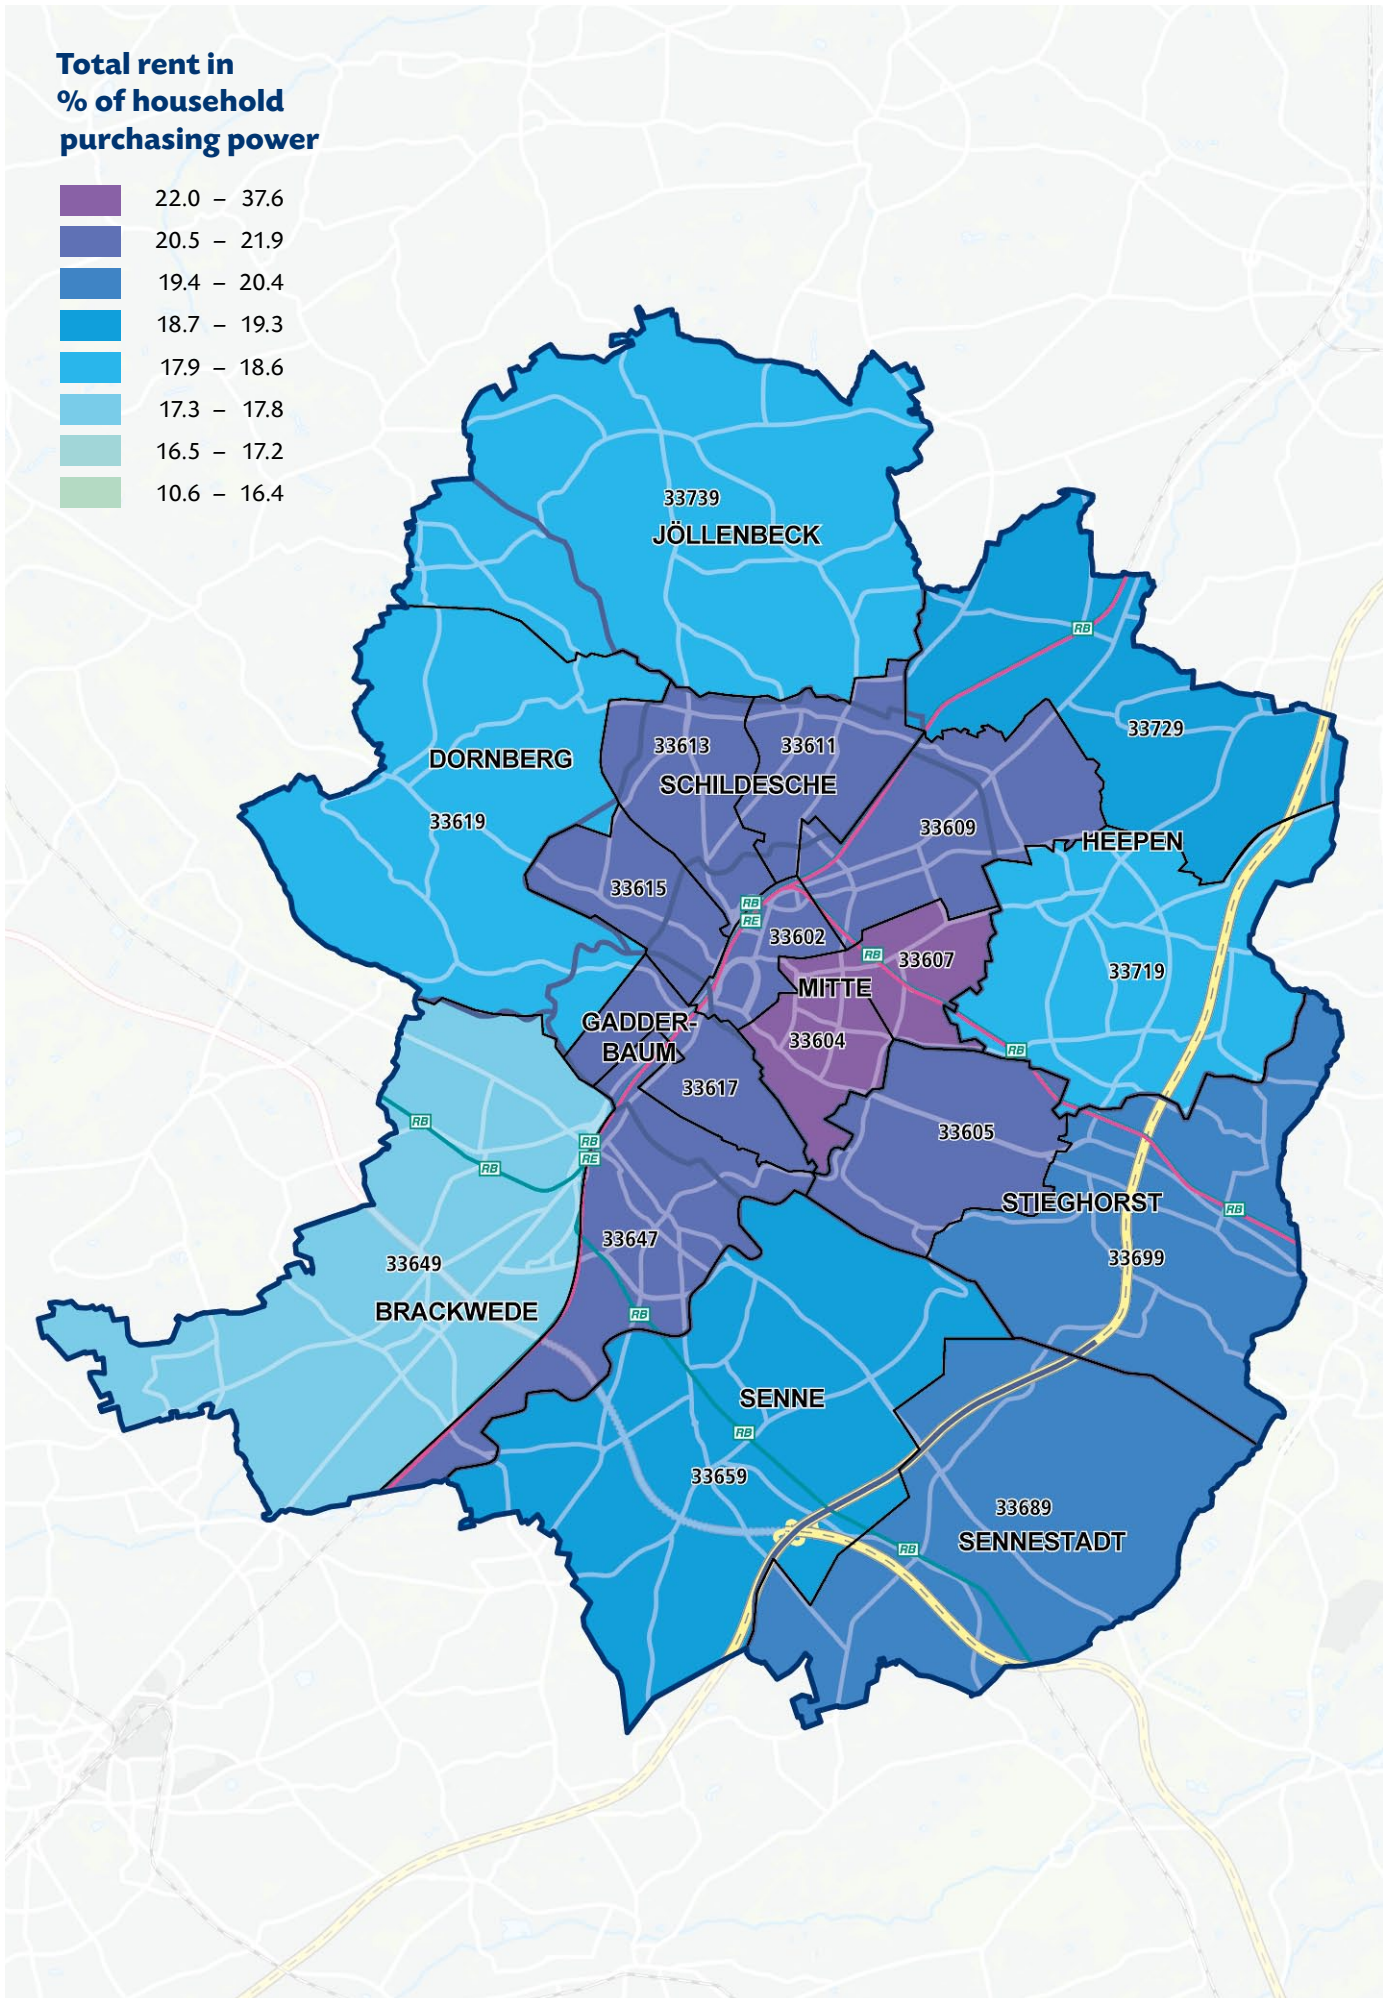 Total rent in
% of household
purchasing power
22.0 – 37.6
20.5 – 21.9
19.4 – 20.4
18.7 – 19.3
17.9 – 18.6
17.3 – 17.8
16.5 – 17.2
10.6 – 16.4
33739
JÖLLENBECK
RB
33729
33613
33611
DORNBERG
SCHILDESCHE
33619
33609
HEEPEN
33615
RB
RE
33602
RB
33607
33719
MITTE
GADDER-
BAUM
33604
RB
33617
RB
33605
RB
RE
RB
STIEGHORST
RB
33647
33699
33649
BRACKWEDE
RB
SENNE
RB
33659
33689
SENNESTADT
RB